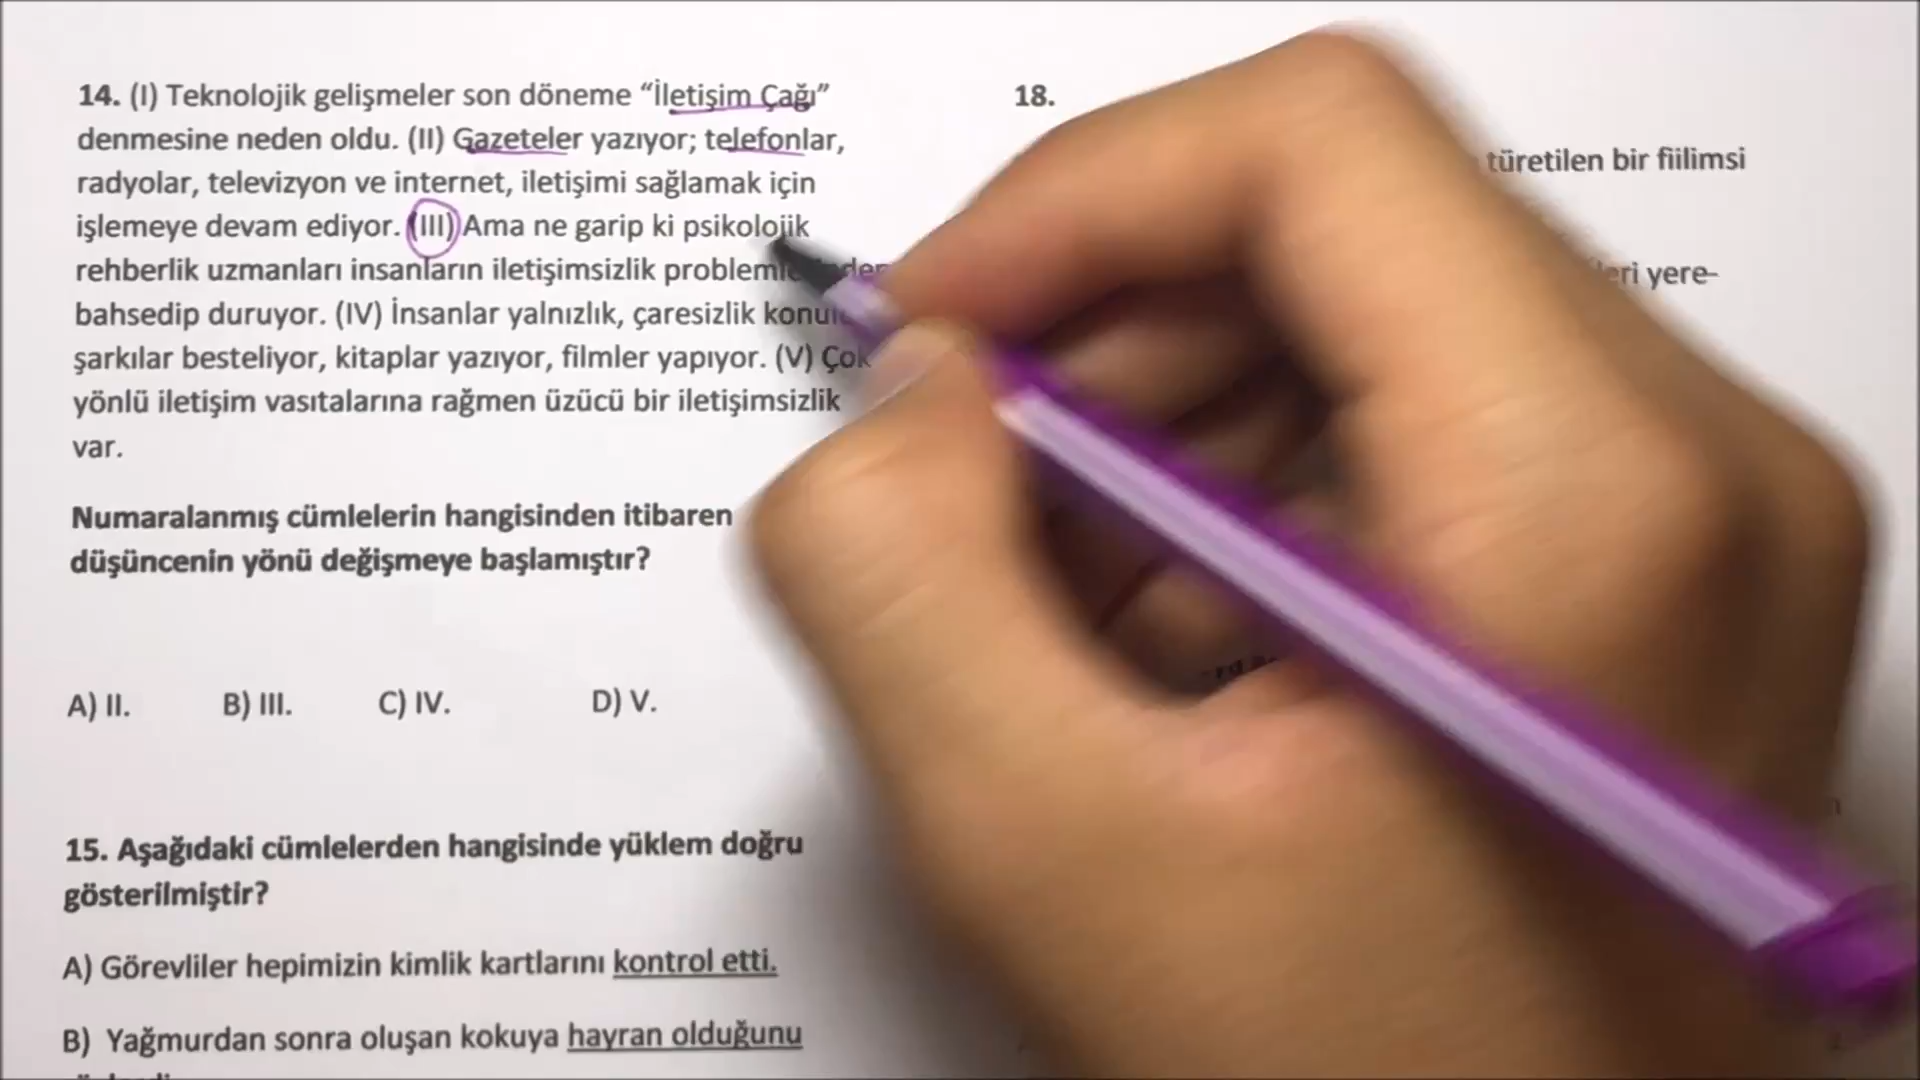 14. (I) Teknolojik gelişmeler son döneme “İletişim Çağı”
denmesine neden oldu. (II) Gazeteler yazıyor; telefonlar,
radyolar, televizyon ve internet, iletişimi sağlamak için
işlemeye devam ediyor. (III) Ama ne garip ki psikolojik
rehberlik uzmanları insanların iletişimsizlik
bahsedip duruyor. (IV) İnsanlar yalnızlık, çaresizlik
şarkılar besteliyor, kitaplar yazıyor, filmler yapıyor. (V) Çok
yönlü iletişim vasıtalarına rağmen üzücü bir iletişimsizlik
var.
Numaralanmış cümlelerin hangisinden itibaren
düşüncenin yönü değişmeye başlamıştır?
A) II. B) III. C) IV. D) V.
15. Aşağıdaki cümlelerden hangisinde yüklem doğru
gösterilmiştir?
A) Görevliler hepimizin kimlik kartlarını kontrol etti.
B) Yağmurdan sonra oluşan kokuya hayran olduğunu
18.
türetilen bir fiilimsi
yere-